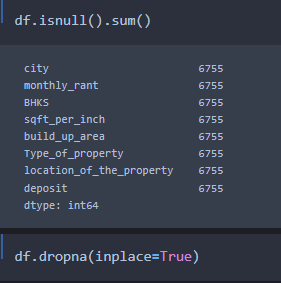 df.isnull().sum()
city 6755
monthly_rant 6755
BHKS 6755
sqft_per_inch 6755
build_up_area 6755
Type_of_property 6755
location_of_the_property 6755
deposit 6755
dtype: int64
df.dropna(inplace=True)